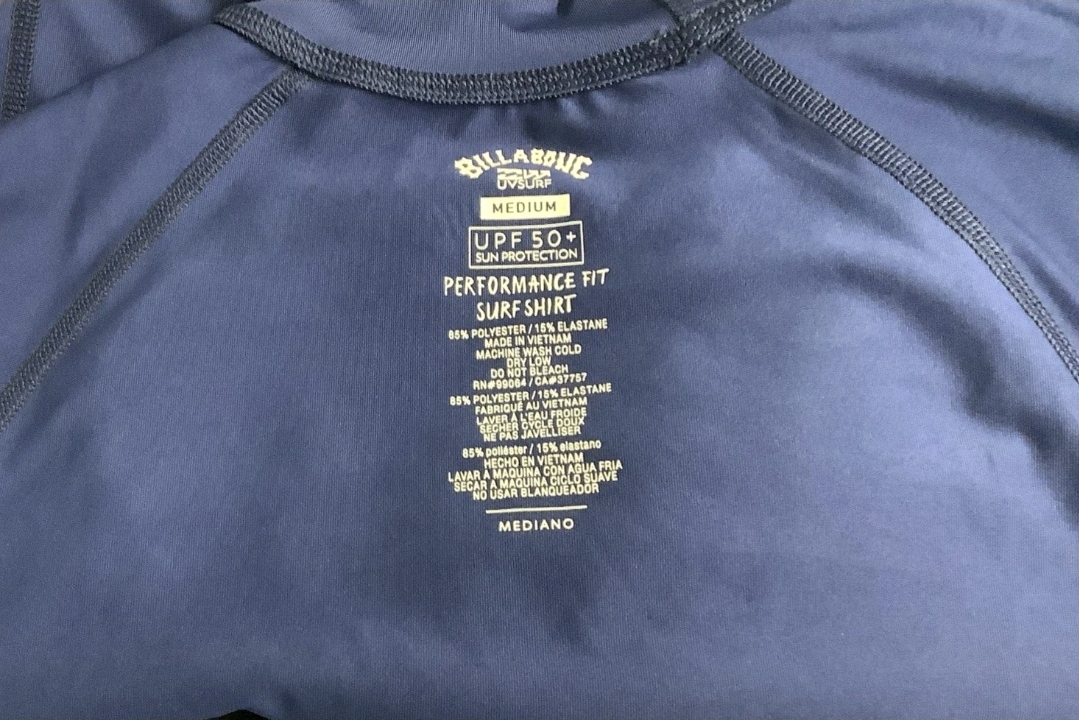 BILLABONG
UVSURF
MEDIUM
UPF 50+
SUN PROTECTION
PERFORMANCE FIT
SURF SHIRT
85% POLYESTER / 15% ELASTANE
MADE IN VIETNAM
MACHINE WASH COLD
DRY LOW
DO NOT BLEACH
RN#99064 / CA#37757
85% POLYESTER / 15% ELASTANE
FABRIQUÉ AU VIETNAM
LAVER À L'EAU FROIDE
SECHER CYCLE DOUX
NE PAS JAVELLISER
85% poliéster / 15% elastano
HECHO EN VIETNAM
LAVAR A MAQUINA CON AGUA FRIA
SECAR A MAQUINA CICLO SUAVE
NO USAR BLANQUEADOR
MEDIANO